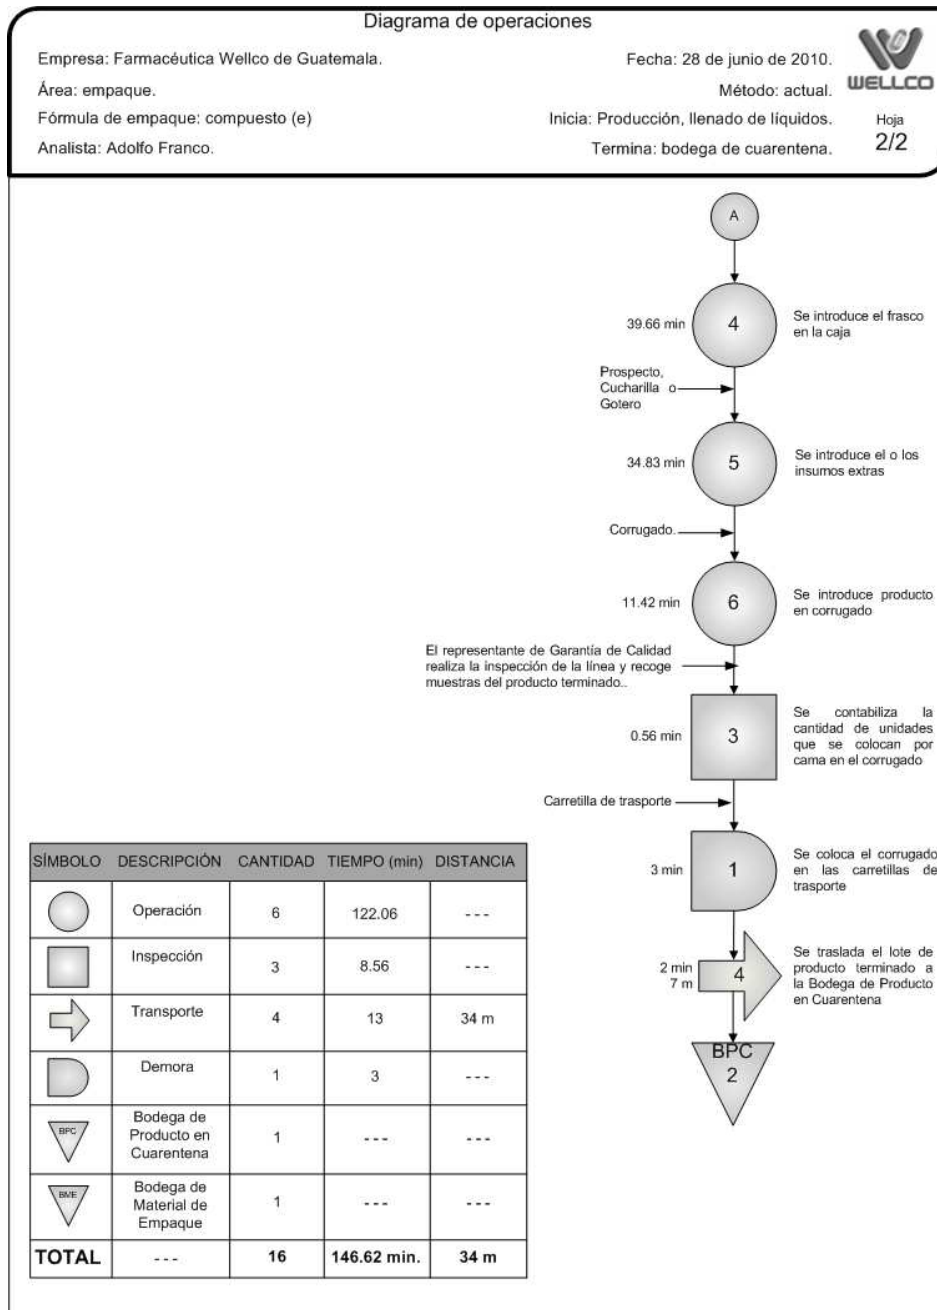 Diagrama de operaciones
Empresa: Farmacéutica Wellco de Guatemala.
Fecha: 28 de junio de 2010.
WELLCO
Área: empaque.
Método: actual.
Fórmula de empaque: compuesto (e)
Inicia: Producción, llenado de líquidos.
Hoja
Analista: Adolfo Franco.
Termina: bodega de cuarentena.
2/2
A
39.66 min
4
Se introduce el frasco
en la caja
Prospecto,
Cucharilla o
Gotero
34.83 min
5
Se introduce el o los
insumos extras
Corrugado.
11.42 min
6
Se introduce producto
en corrugado
El representante de Garantía de Calidad
realiza la inspección de la línea y recoge
muestras del producto terminado..
0.56 min
3
Se contabiliza la
cantidad de unidades
que se colocan por
cama en el corrugado
Carretilla de trasporte
3 min
1
Se coloca el corrugado
en las carretillas de
trasporte
2 min
7 m
4
Se traslada el lote de
producto terminado a
la Bodega de Producto
en Cuarentena
BPC
2
SÍMBOLO DESCRIPCIÓN CANTIDAD TIEMPO (min) DISTANCIA
Operación 6 122.06 ---
Inspección 3 8.56 ---
Transporte 4 13 34 m
Demora 1 3 ---
BPC
Bodega de
Producto en
Cuarentena
1 --- ---
BME
Bodega de
Material de
Empaque
1 --- ---
TOTAL --- 16 146.62 min. 34 m